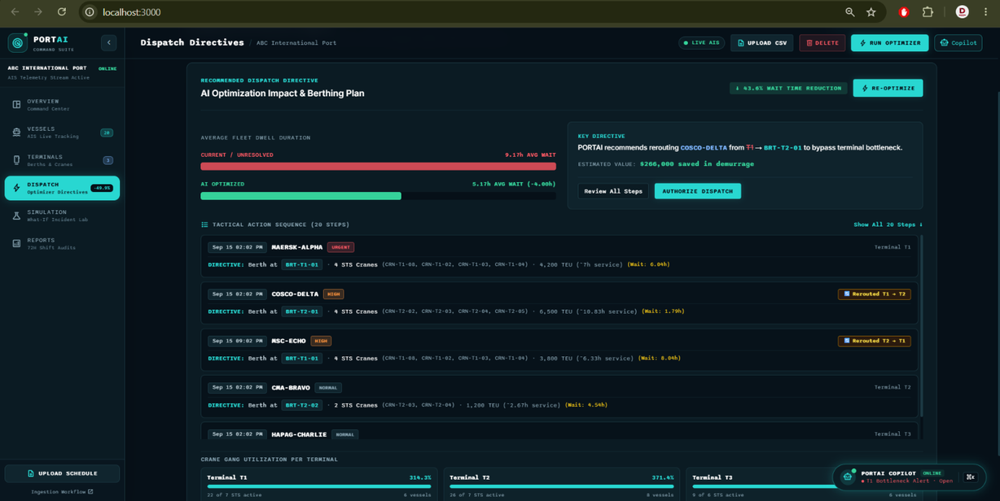 localhost:3000
D
PORTAI
COMMAND SUITE
ABC INTERNATIONAL PORT ONLINE
AIS Telemetry Stream Active
OVERVIEW
Command Center
VESSELS
AIS Live Tracking
20
TERMINALS
Berths & Cranes
3
DISPATCH
Optimizer Directives
-49.9%
SIMULATION
What-If Incident Lab
REPORTS
72H Shift Audits
UPLOAD SCHEDULE
Ingestion Workflow
Dispatch Directives / ABC International Port
LIVE AIS
UPLOAD CSV
DELETE
RUN OPTIMIZER
Copilot
RECOMMENDED DISPATCH DIRECTIVE
AI Optimization Impact & Berthing Plan
↓ 43.6% WAIT TIME REDUCTION
RE-OPTIMIZE
AVERAGE FLEET DWELL DURATION
CURRENT / UNRESOLVED 9.17h AVG WAIT
AI OPTIMIZED 5.17h AVG WAIT (-4.00h)
KEY DIRECTIVE
PORTAI recommends rerouting COSCO-DELTA from T1 → BRT-T2-01 to bypass terminal bottleneck.
ESTIMATED VALUE: $266,000 saved in demurrage
Review All Steps
AUTHORIZE DISPATCH
TACTICAL ACTION SEQUENCE (20 STEPS)
Show All 20 Steps ↓
Sep 15 02:02 PM MAERSK-ALPHA URGENT Terminal T1
DIRECTIVE: Berth at BRT-T1-01 · 4 STS Cranes (CRN-T1-08, CRN-T1-02, CRN-T1-03, CRN-T1-04) · 4,200 TEU (~7h service) (Wait: 6.04h)
Sep 15 02:02 PM COSCO-DELTA HIGH Rerouted T1 → T2
DIRECTIVE: Berth at BRT-T2-01 · 4 STS Cranes (CRN-T2-02, CRN-T2-03, CRN-T2-04, CRN-T2-05) · 6,500 TEU (~10.83h service) (Wait: 1.79h)
Sep 15 09:02 PM MSC-ECHO HIGH Rerouted T2 → T1
DIRECTIVE: Berth at BRT-T1-01 · 4 STS Cranes (CRN-T1-08, CRN-T1-02, CRN-T1-03, CRN-T1-04) · 3,800 TEU (~6.33h service) (Wait: 8.04h)
Sep 15 02:02 PM CMA-BRAVO NORMAL Terminal T2
DIRECTIVE: Berth at BRT-T2-02 · 2 STS Cranes (CRN-T2-03, CRN-T2-04) · 1,200 TEU (~2.67h service) (Wait: 4.54h)
Sep 15 02:02 PM HAPAG-CHARLIE NORMAL Terminal T3
CRANE GANG UTILIZATION PER TERMINAL
Terminal T1 314.3%
22 of 7 STS active 6 vessels
Terminal T2 371.4%
26 of 7 STS active 8 vessels
Terminal T3
9 of 6 STS active 6 vessels
PORTAI COPILOT ONLINE
T1 Bottleneck Alert · Open
⌘K